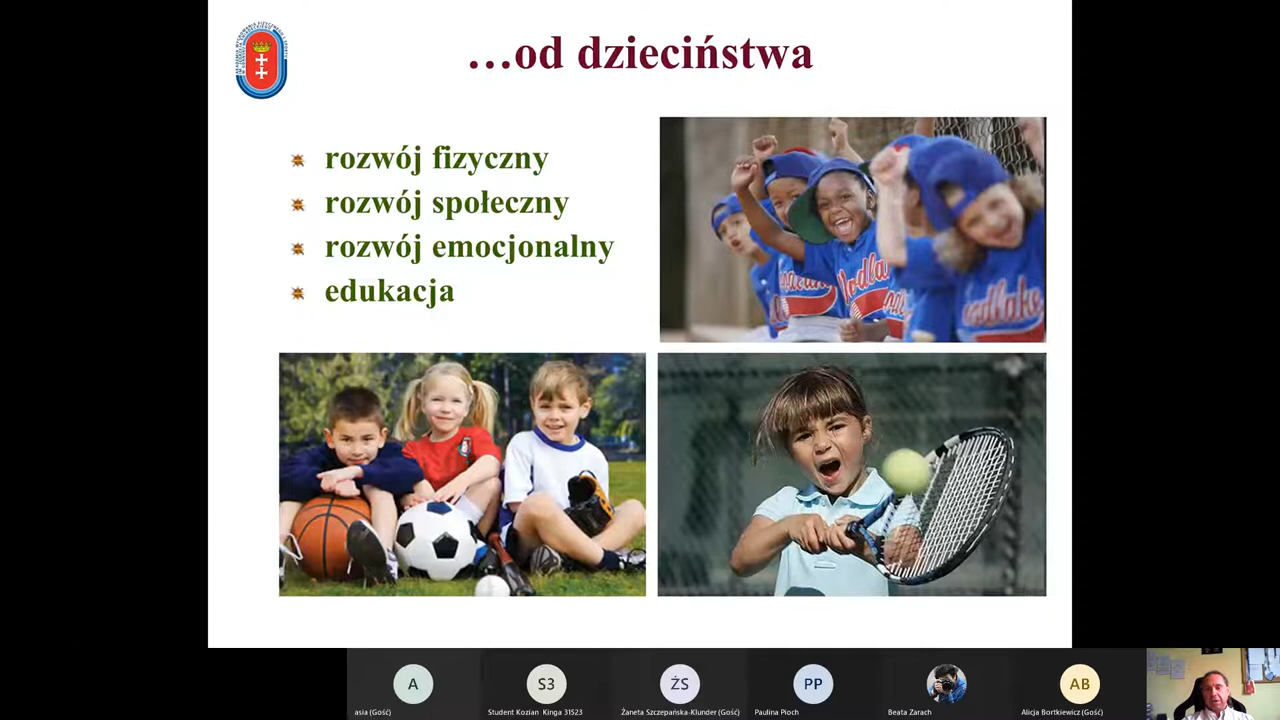 …od dzieciństwa
rozwój fizyczny
rozwój społeczny
rozwój emocjonalny
edukacja
A
S3
ŻS
PP
AB
asia (Gość)
Student Kozian Kinga 31523
Żaneta Szczepańska-Klunder (Gość)
Paulina Pioch
Beata Zarach
Alicja Bortkiewicz (Gość)